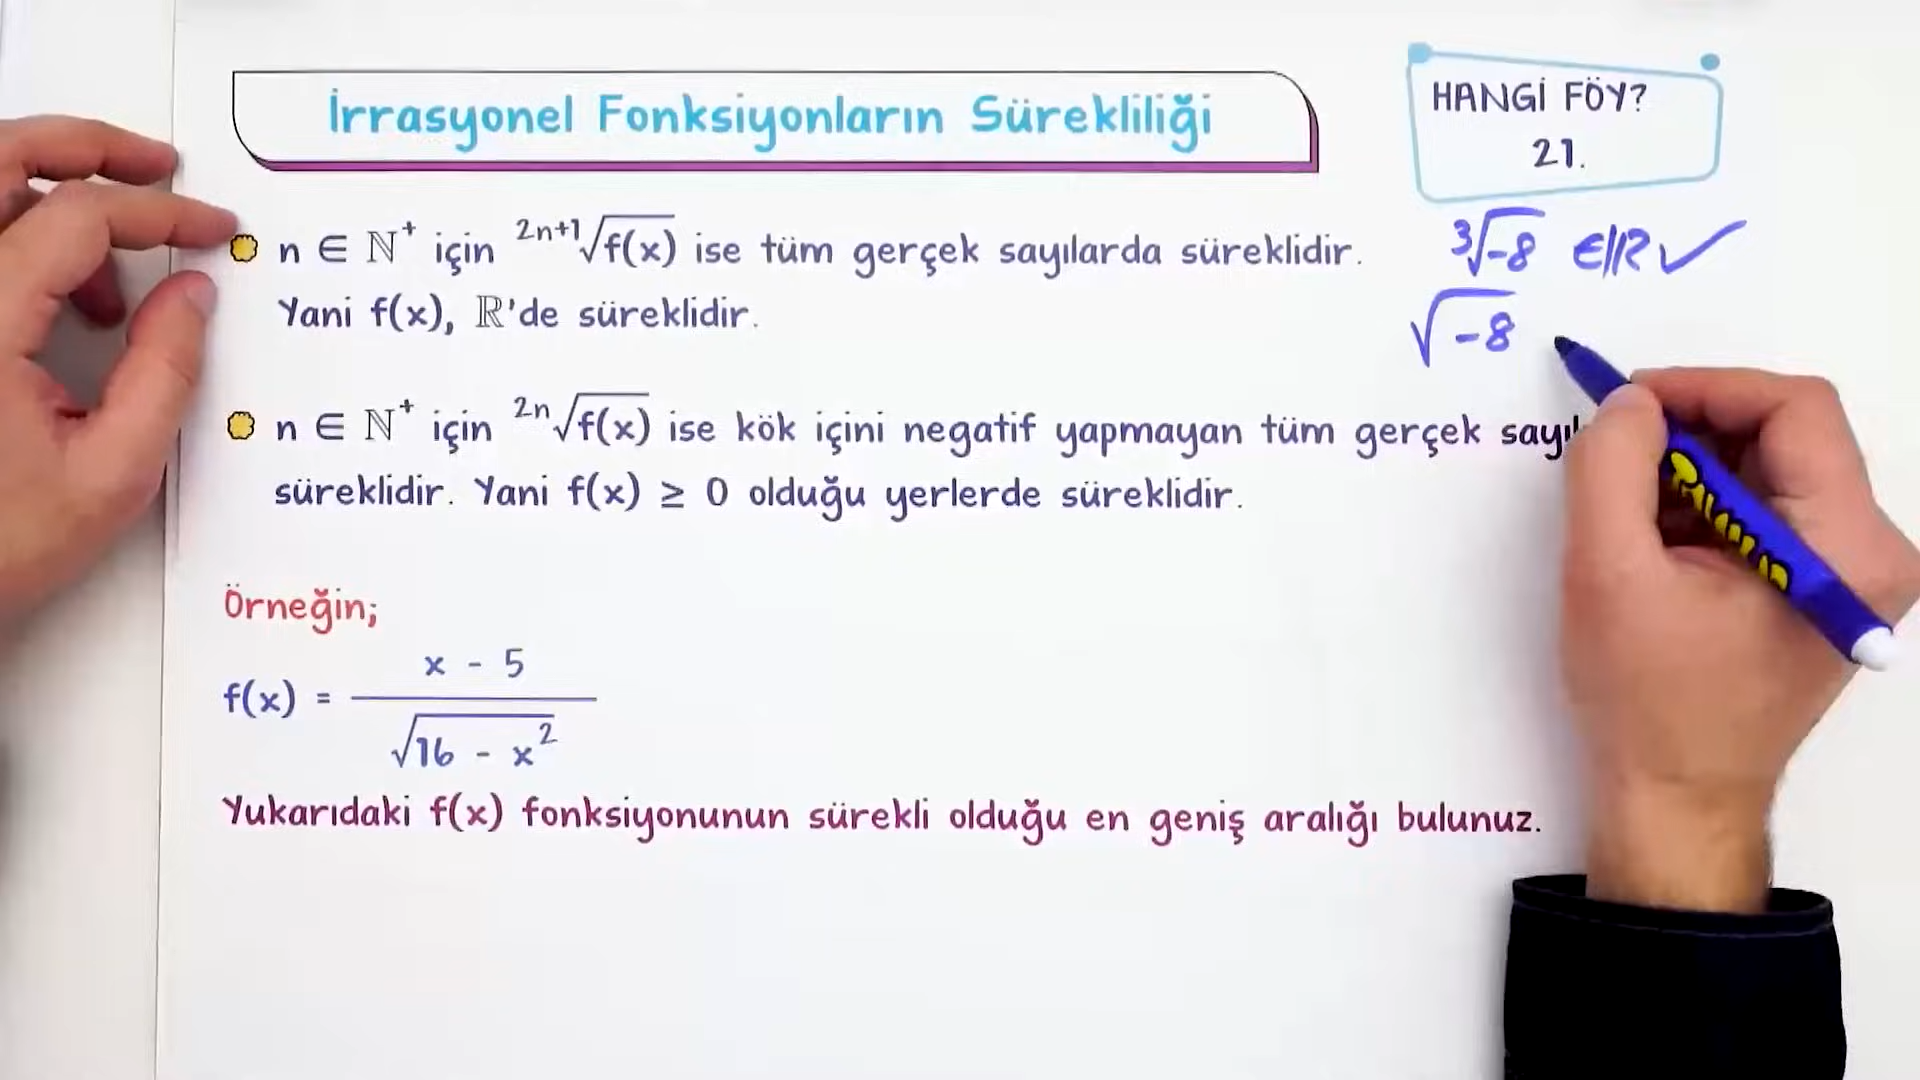 İrrasyonel Fonksiyonların Sürekliliği
HANGİ FÖY?
21.
n ∈ ℕ⁺ için ²ⁿ⁺¹√f(x) ise tüm gerçek sayılarda süreklidir.
Yani f(x), ℝ'de süreklidir.
³√-8 ∈ℝ ✓
√-8
n ∈ ℕ⁺ için ²ⁿ√f(x) ise kök içini negatif yapmayan tüm gerçek
süreklidir. Yani f(x) ≥ 0 olduğu yerlerde süreklidir.
Örneğin;
x - 5
f(x) =
√16 - x²
Yukarıdaki f(x) fonksiyonunun sürekli olduğu en geniş aralığı bulunuz.